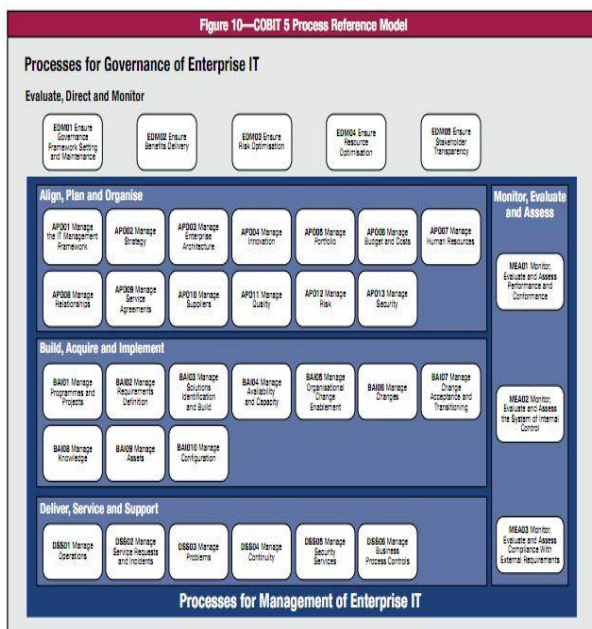 Figure 10—COBIT 5 Process Reference Model
Processes for Governance of Enterprise IT
Evaluate, Direct and Monitor
EDM01 Ensure
Governance
Framework Setting
and Maintenance
EDM02 Ensure
Benefits Delivery
EDM03 Ensure
Risk Optimisation
EDM04 Ensure
Resource
Optimisation
EDM05 Ensure
Stakeholder
Transparency
Align, Plan and Organise
APO01 Manage
the IT Management
Framework
APO02 Manage
Strategy
APO03 Manage
Enterprise
Architecture
APO04 Manage
Innovation
APO05 Manage
Portfolio
APO06 Manage
Budget and Costs
APO07 Manage
Human Resources
APO08 Manage
Relationships
APO09 Manage
Service
Agreements
APO10 Manage
Suppliers
APO11 Manage
Quality
APO12 Manage
Risk
APO13 Manage
Security
Build, Acquire and Implement
BAI01 Manage
Programmes and
Projects
BAI02 Manage
Requirements
Definition
BAI03 Manage
Solutions
Identification
and Build
BAI04 Manage
Availability
and Capacity
BAI05 Manage
Organisational
Change
Enablement
BAI06 Manage
Changes
BAI07 Manage
Change
Acceptance and
Transitioning
BAI08 Manage
Knowledge
BAI09 Manage
Assets
BAI010 Manage
Configuration
Deliver, Service and Support
DSS01 Manage
Operations
DSS02 Manage
Service Requests
and Incidents
DSS03 Manage
Problems
DSS04 Manage
Continuity
DSS05 Manage
Security
Services
DSS06 Manage
Business
Process Controls
Monitor, Evaluate
and Assess
MEA01 Monitor,
Evaluate and Assess
Performance and
Conformance
MEA02 Monitor,
Evaluate and Assess
the System of Internal
Control
MEA03 Monitor,
Evaluate and Assess
Compliance With
External Requirements
Processes for Management of Enterprise IT